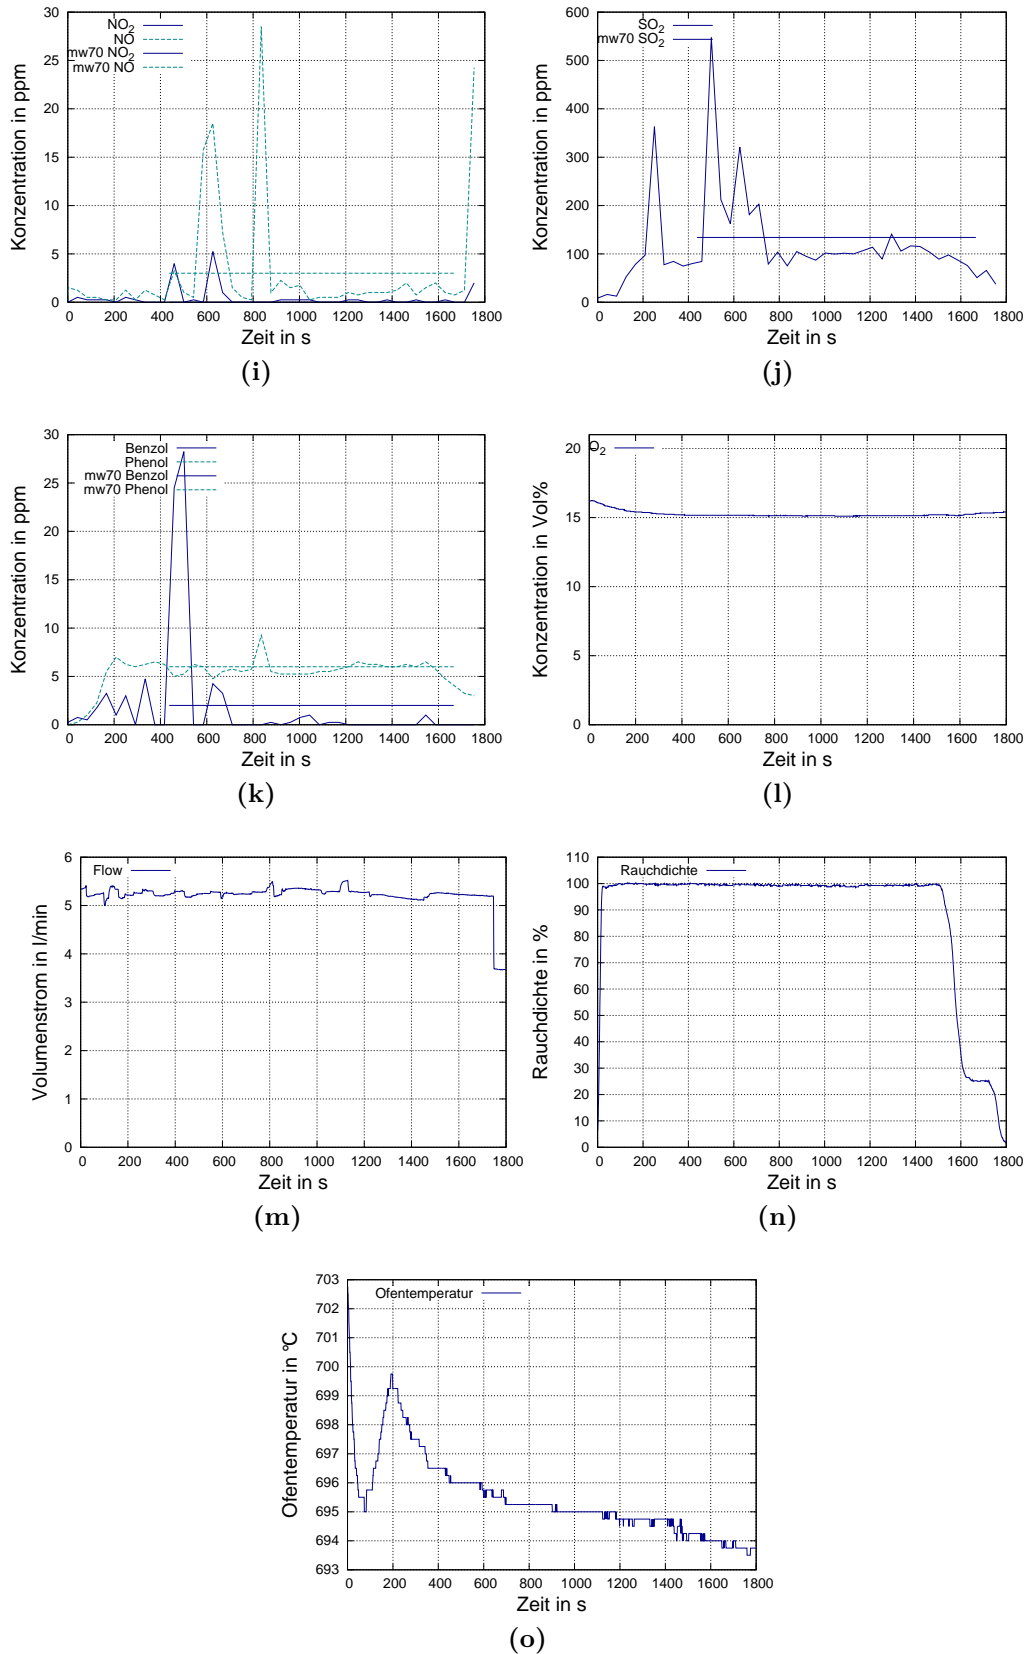 NO2
NO
mw70 NO2
mw70 NO
Konzentration in ppm
0 5 10 15 20 25 30
0 200 400 600 800 1000 1200 1400 1600 1800
Zeit in s
(i)
SO2
mw70 SO2
Konzentration in ppm
0 100 200 300 400 500 600
0 200 400 600 800 1000 1200 1400 1600 1800
Zeit in s
(j)
Benzol
Phenol
mw70 Benzol
mw70 Phenol
Konzentration in ppm
0 5 10 15 20 25 30
0 200 400 600 800 1000 1200 1400 1600 1800
Zeit in s
(k)
O2
Konzentration in Vol%
0 5 10 15 20
0 200 400 600 800 1000 1200 1400 1600 1800
Zeit in s
(l)
Flow
Volumenstrom in l/min
0 1 2 3 4 5 6
0 200 400 600 800 1000 1200 1400 1600 1800
Zeit in s
(m)
Rauchdichte
Rauchdichte in %
0 10 20 30 40 50 60 70 80 90 100 110
0 200 400 600 800 1000 1200 1400 1600 1800
Zeit in s
(n)
Ofentemperatur
Ofentemperatur in °C
693 694 695 696 697 698 699 700 701 702 703
0 200 400 600 800 1000 1200 1400 1600 1800
Zeit in s
(o)